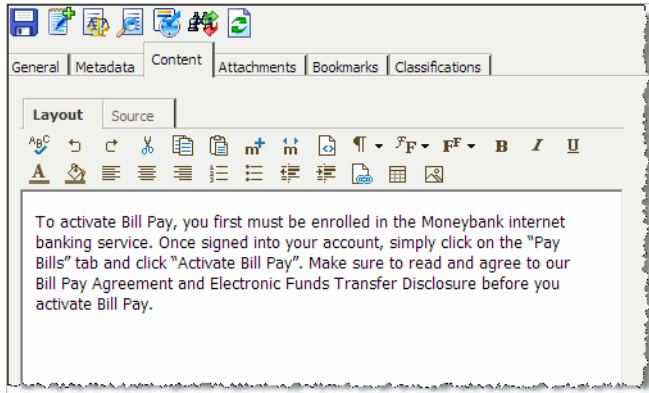 General Metadata Content Attachments Bookmarks Classifications
Layout Source
ABC m m ¶ FF FF B I U
A
To activate Bill Pay, you first must be enrolled in the Moneybank internet
banking service. Once signed into your account, simply click on the “Pay
Bills” tab and click “Activate Bill Pay”. Make sure to read and agree to our
Bill Pay Agreement and Electronic Funds Transfer Disclosure before you
activate Bill Pay.